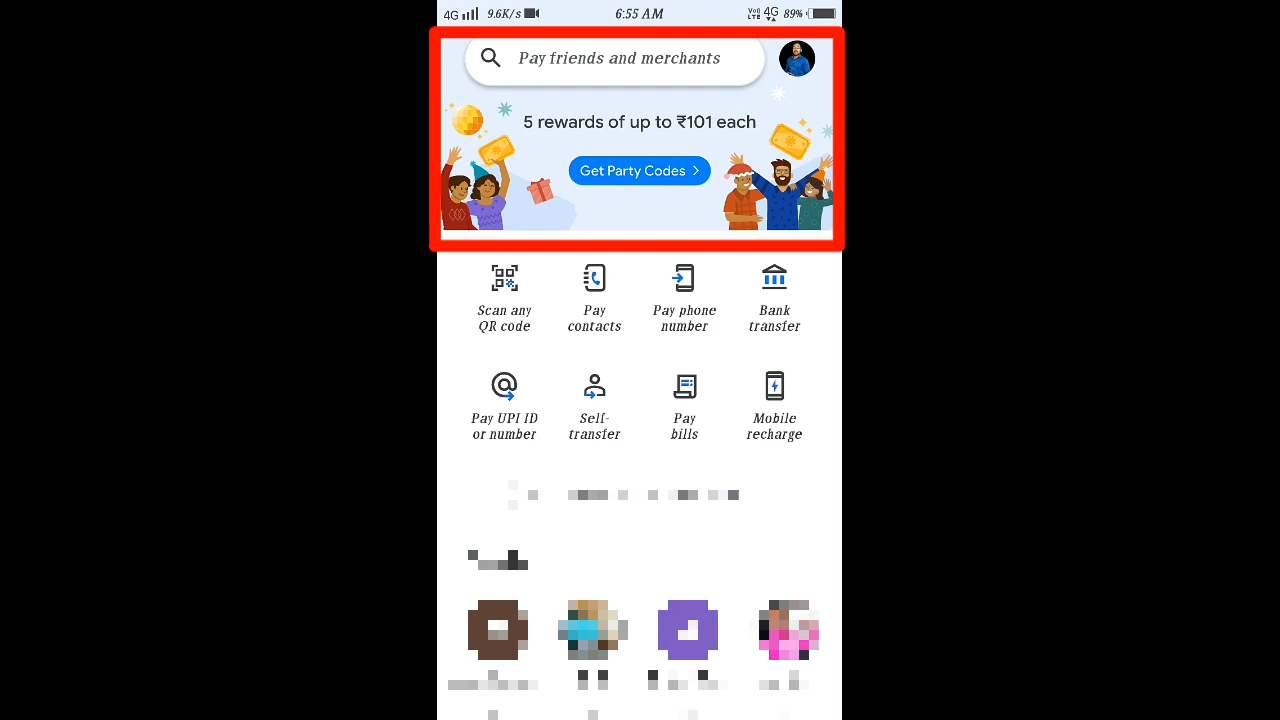 4G 9.6K/s 6:55 AM VoII LTE 4G 89%
Pay friends and merchants
5 rewards of up to ₹101 each
Get Party Codes
Scan any QR code
Pay contacts
Pay phone number
Bank transfer
Pay UPI ID or number
Self-transfer
Pay bills
Mobile recharge